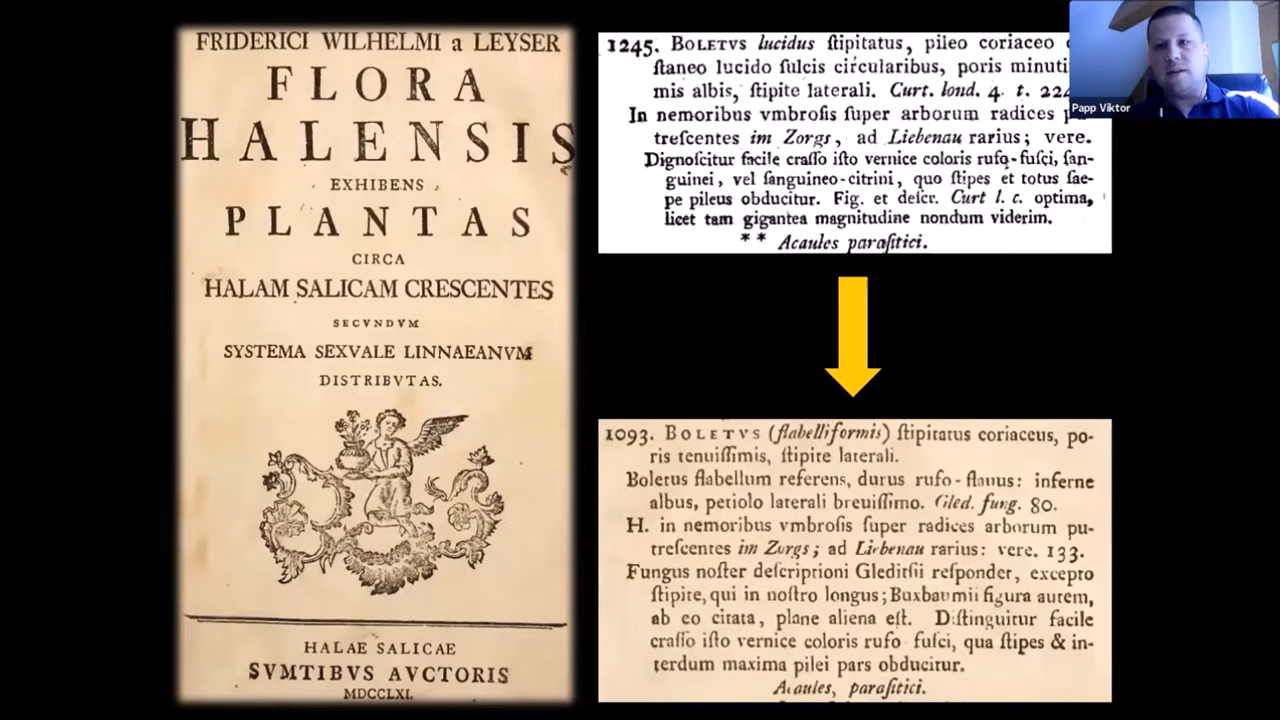 FRIDERICI WILHELMI a LEYSER
FLORA
HALENSIS
EXHIBENS
PLANTAS
CIRCA
HALAM SALICAM CRESCENTES
SECVNDVM
SYSTEMA SEXVALE LINNAEANVM
DISTRIBVTAS.
HALAE SALICAE
SVMTIBVS AVCTORIS
MDCCLXI.
1245. BOLETVS lucidus ſtipitatus, pileo coriaceo
ſtaneo lucido ſulcis circularibus, poris minuti
mis albis, ſtipite laterali. Curt. lond. 4. t. 224
In nemoribus vmbroſis ſuper arborum radices
treſcentes im Zorgs, ad Liebenau rarius; vere.
Dignoſcitur facile craſſo iſto vernice coloris rufo-fuſci, ſan-
guinei, vel ſanguineo-citrini, quo ſtipes et totus ſae-
pe pileus obducitur. Fig. et deſcr. Curt l. c. optima,
licet tam gigantea magnitudine nondum viderim.
* * Acaules paraſitici.
Papp Viktor
1093. BOLETVS (flabelliformis) ſtipitatus coriaceus, po-
ris tenuiſſimis, ſtipite laterali.
Boletus flabellum referens, durus rufo-flauus: inferne
albus, petiolo laterali breuiſſimo. Gled. fung. 80.
H. in nemoribus vmbroſis ſuper radices arborum pu-
treſcentes im Zorgs; ad Liebenau rarius: vere. 133.
Fungus noſter deſcriptioni Gleditſii reſpondet, excepto
ſtipite, qui in noſtro longus; Buxbaumii figura autem,
ab eo citata, plane aliena eſt. Diſtinguitur facile
craſſo iſto vernice coloris rufo fuſci, qua ſtipes & in-
terdum maxima pilei pars obducitur.
Acaules, paraſitici.